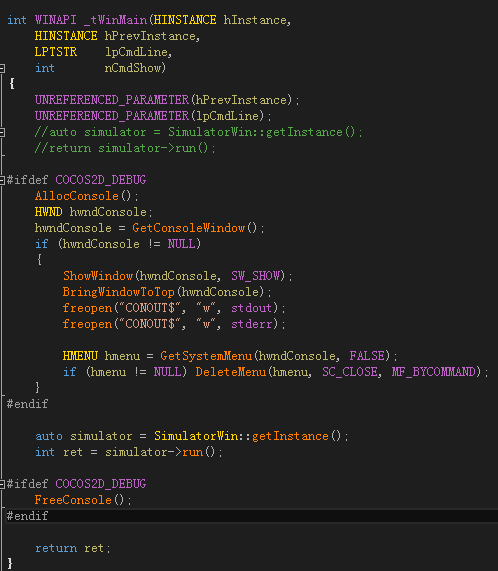 int WINAPI _tWinMain(HINSTANCE hInstance,
HINSTANCE hPrevInstance,
LPTSTR lpCmdLine,
int nCmdShow)
{
UNREFERENCED_PARAMETER(hPrevInstance);
UNREFERENCED_PARAMETER(lpCmdLine);
//auto simulator = SimulatorWin::getInstance();
//return simulator->run();
#ifdef COCOS2D_DEBUG
AllocConsole();
HWND hwndConsole;
hwndConsole = GetConsoleWindow();
if (hwndConsole != NULL)
{
ShowWindow(hwndConsole, SW_SHOW);
BringWindowToTop(hwndConsole);
freopen("CONOUT$", "w", stdout);
freopen("CONOUT$", "w", stderr);
HMENU hmenu = GetSystemMenu(hwndConsole, FALSE);
if (hmenu != NULL) DeleteMenu(hmenu, SC_CLOSE, MF_BYCOMMAND);
}
#endif
auto simulator = SimulatorWin::getInstance();
int ret = simulator->run();
#ifdef COCOS2D_DEBUG
FreeConsole();
#endif
return ret;
}